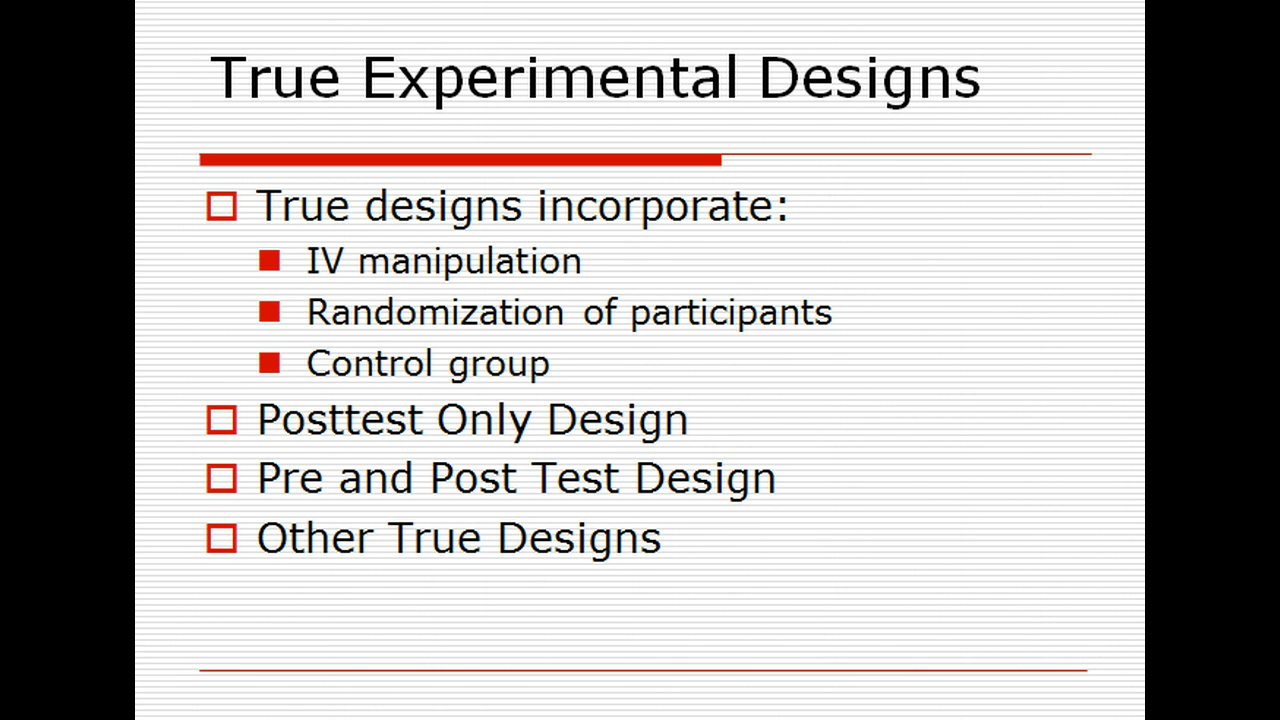 True Experimental Designs
True designs incorporate:
IV manipulation
Randomization of participants
Control group
Posttest Only Design
Pre and Post Test Design
Other True Designs